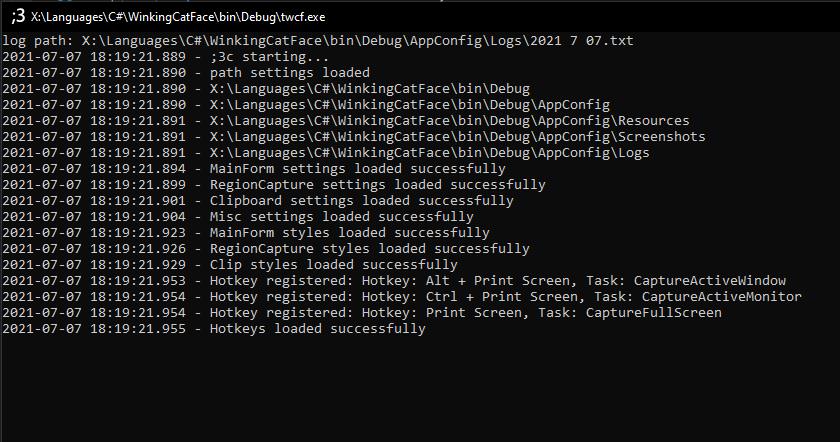 ;3 X:\Languages\C#\WinkingCatFace\bin\Debug\twcf.exe
log path: X:\Languages\C#\WinkingCatFace\bin\Debug\AppConfig\Logs\2021 7 07.txt
2021-07-07 18:19:21.889 - ;3c starting...
2021-07-07 18:19:21.890 - path settings loaded
2021-07-07 18:19:21.890 - X:\Languages\C#\WinkingCatFace\bin\Debug
2021-07-07 18:19:21.890 - X:\Languages\C#\WinkingCatFace\bin\Debug\AppConfig
2021-07-07 18:19:21.891 - X:\Languages\C#\WinkingCatFace\bin\Debug\AppConfig\Resources
2021-07-07 18:19:21.891 - X:\Languages\C#\WinkingCatFace\bin\Debug\AppConfig\Screenshots
2021-07-07 18:19:21.891 - X:\Languages\C#\WinkingCatFace\bin\Debug\AppConfig\Logs
2021-07-07 18:19:21.894 - MainForm settings loaded successfully
2021-07-07 18:19:21.899 - RegionCapture settings loaded successfully
2021-07-07 18:19:21.901 - Clipboard settings loaded successfully
2021-07-07 18:19:21.904 - Misc settings loaded successfully
2021-07-07 18:19:21.923 - MainForm styles loaded successfully
2021-07-07 18:19:21.926 - RegionCapture styles loaded successfully
2021-07-07 18:19:21.929 - Clip styles loaded successfully
2021-07-07 18:19:21.953 - Hotkey registered: Hotkey: Alt + Print Screen, Task: CaptureActiveWindow
2021-07-07 18:19:21.954 - Hotkey registered: Hotkey: Ctrl + Print Screen, Task: CaptureActiveMonitor
2021-07-07 18:19:21.954 - Hotkey registered: Hotkey: Print Screen, Task: CaptureFullScreen
2021-07-07 18:19:21.955 - Hotkeys loaded successfully